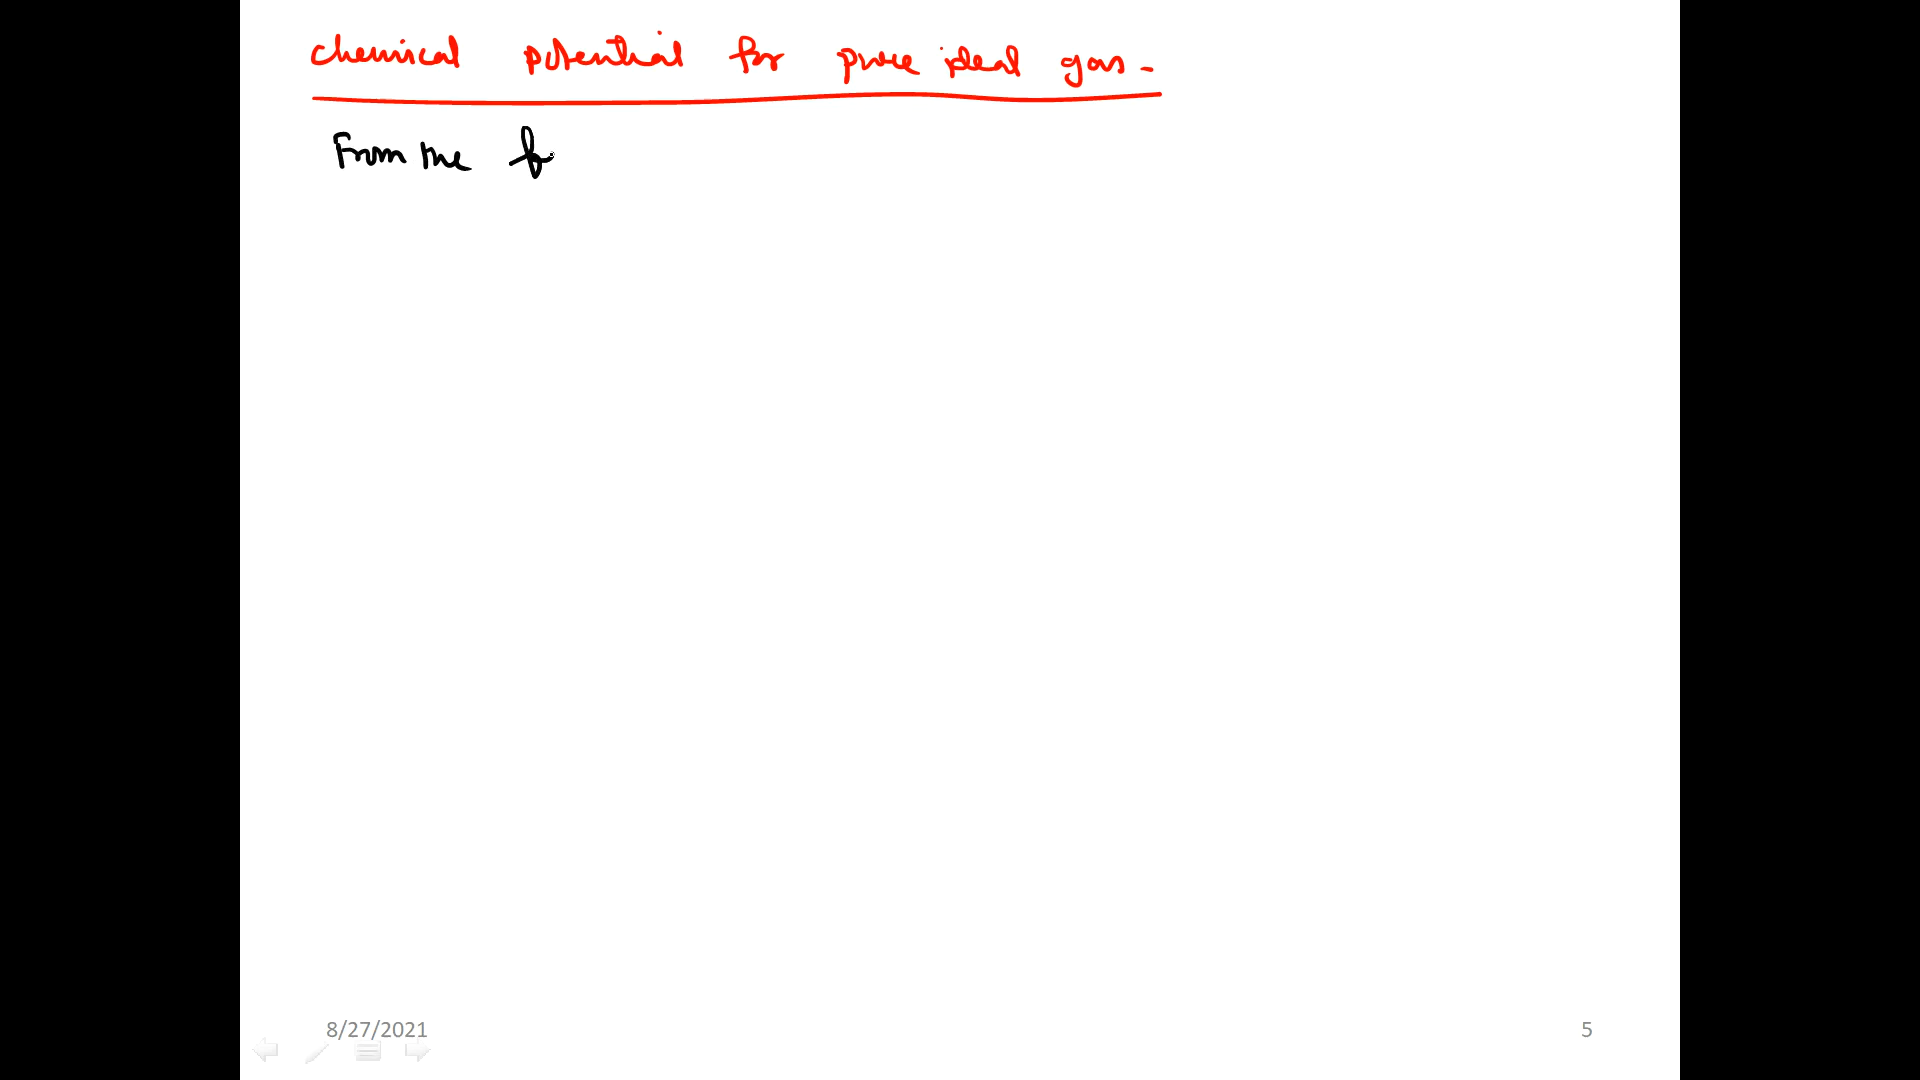 chemical potential for pure ideal gas -
From the f
8/27/2021
5